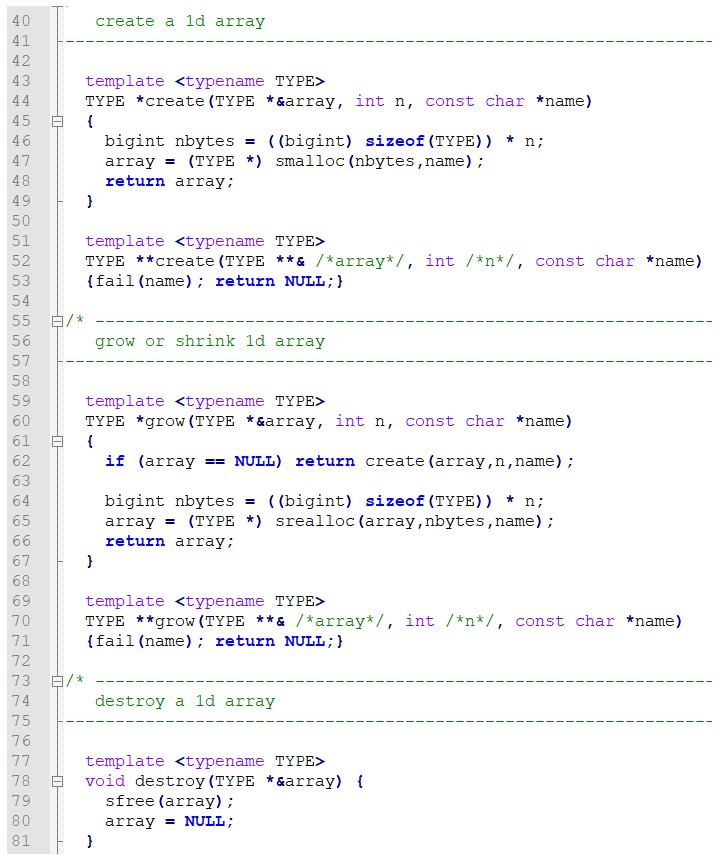 40 create a 1d array
41 ------------------------------------------------------------------
42
43 template <typename TYPE>
44 TYPE *create(TYPE *&array, int n, const char *name)
45 {
46 bigint nbytes = ((bigint) sizeof(TYPE)) * n;
47 array = (TYPE *) smalloc(nbytes,name);
48 return array;
49 }
50
51 template <typename TYPE>
52 TYPE **create(TYPE **& /*array*/, int /*n*/, const char *name)
53 {fail(name); return NULL;}
54
55 /* ---------------------------------------------------------------
56 grow or shrink 1d array
57 ------------------------------------------------------------------
58
59 template <typename TYPE>
60 TYPE *grow(TYPE *&array, int n, const char *name)
61 {
62 if (array == NULL) return create(array,n,name);
63
64 bigint nbytes = ((bigint) sizeof(TYPE)) * n;
65 array = (TYPE *) srealloc(array,nbytes,name);
66 return array;
67 }
68
69 template <typename TYPE>
70 TYPE **grow(TYPE **& /*array*/, int /*n*/, const char *name)
71 {fail(name); return NULL;}
72
73 /* ---------------------------------------------------------------
74 destroy a 1d array
75 ------------------------------------------------------------------
76
77 template <typename TYPE>
78 void destroy(TYPE *&array) {
79 sfree(array);
80 array = NULL;
81 }